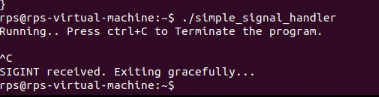 }
rps@rps-virtual-machine:~$ ./simple_signal_handler
Running.. Press ctrl+C to Terminate the program.
^C
SIGINT received. Exiting gracefully...
rps@rps-virtual-machine:~$